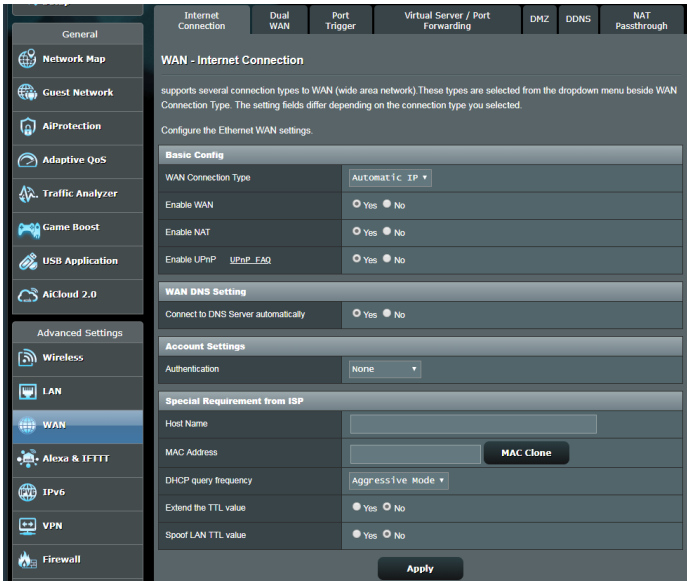 General
Network Map
Guest Network
AiProtection
Adaptive QoS
Traffic Analyzer
Game Boost
USB Application
AiCloud 2.0
Advanced Settings
Wireless
LAN
WAN
Alexa & IFTTT
IPv6
VPN
Firewall
Internet Connection
Dual WAN
Port Trigger
Virtual Server / Port Forwarding
DMZ
DDNS
NAT Passthrough
WAN - Internet Connection
supports several connection types to WAN (wide area network).These types are selected from the dropdown menu beside WAN
Connection Type. The setting fields differ depending on the connection type you selected.
Configure the Ethernet WAN settings.
Basic Config
WAN Connection Type Automatic IP
Enable WAN Yes No
Enable NAT Yes No
Enable UPnP UPnP FAQ Yes No
WAN DNS Setting
Connect to DNS Server automatically Yes No
Account Settings
Authentication None
Special Requirement from ISP
Host Name
MAC Address MAC Clone
DHCP query frequency Aggressive Mode
Extend the TTL value Yes No
Spoof LAN TTL value Yes No
Apply